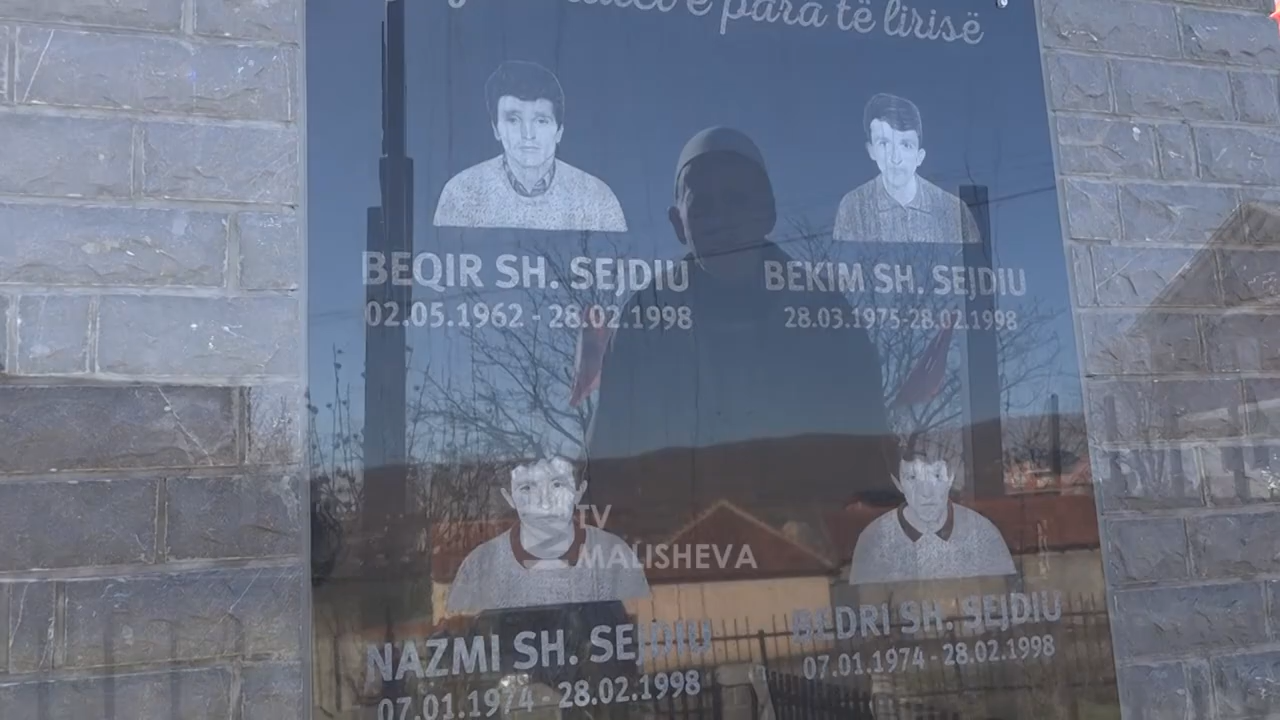 e para të lirisë
BEQIR SH. SEJDIU
02.05.1962 - 28.02.1998
BEKIM SH. SEJDIU
28.03.1975-28.02.1998
TV
MALISHEVA
NAZMI SH. SEJDIU
07.01.1974 - 28.02.1998
BEDRI SH. SEJDIU
07.01.1974 - 28.02.1998